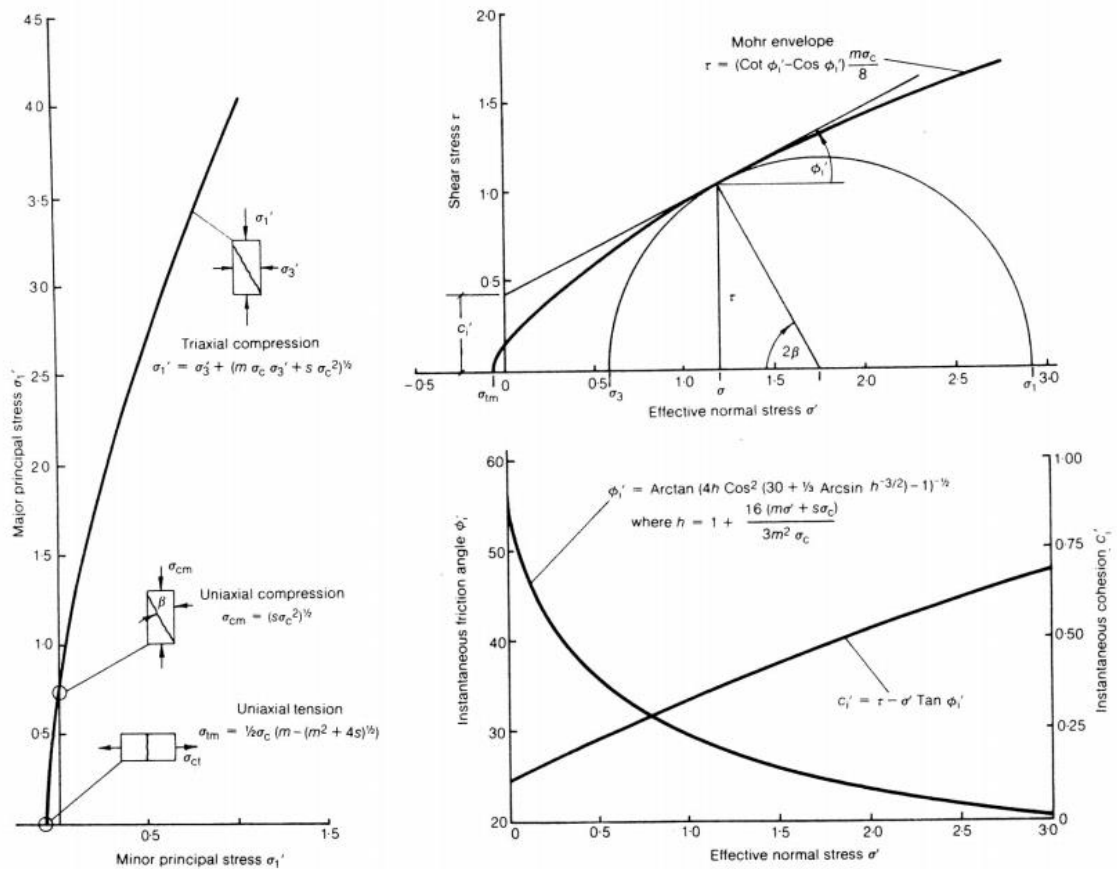 45
40
3·5
3·0
2·5
2·0
1·5
1·0
0·5
0·5
1·5
Major principal stress σ₁′
Minor principal stress σ₁′
σ₁′
σ₃′
Triaxial compression
σ₁′ = σ₃′ + (m σc σ₃′ + s σc²)^½
σcm
β
Uniaxial compression
σcm = (sσc²)^½
Uniaxial tension
σtm = ½σc (m-(m² + 4s)^½)
σct
2·0
1·5
1·0
0·5
Shear stress τ
Mohr envelope
τ = (Cot ϕᵢ′-Cos ϕᵢ′) mσc/8
ϕᵢ′
cᵢ′
τ
2β
-0·5
0
0·5
1·0
1·5
2·0
2·5
3·0
σtm
σ₃
σ
σ₁
Effective normal stress σ′
60
50
40
30
20
Instantaneous friction angle ϕᵢ′
ϕᵢ′ = Arctan (4h Cos² (30 + ⅓ Arcsin h^-3/2)-1)^-½
where h = 1 + 16 (mσ′ + sσc)/3m² σc
cᵢ′ = τ - σ′ Tan ϕᵢ′
1·00
0·75
0·50
0·25
0
Instantaneous cohesion cᵢ′
0
0·5
1·0
1·5
2·0
2·5
3·0
Effective normal stress σ′